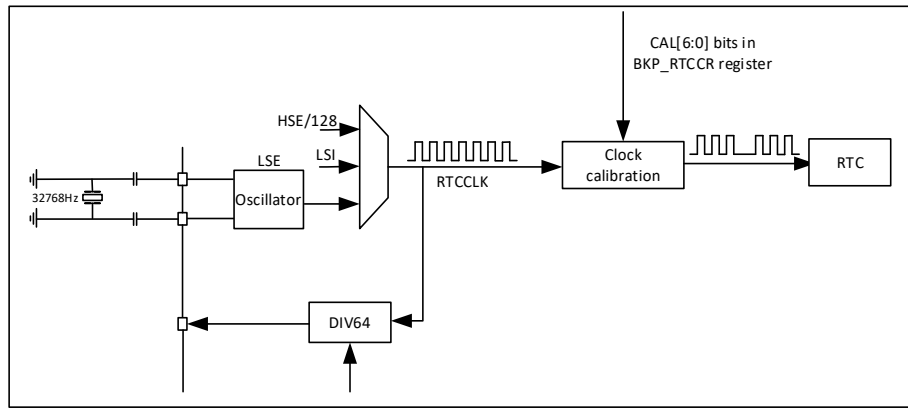 CAL[6:0] bits in
BKP_RTCCR register
HSE/128
LSI
LSE
Oscillator
32768Hz
RTCCLK
Clock
calibration
RTC
DIV64